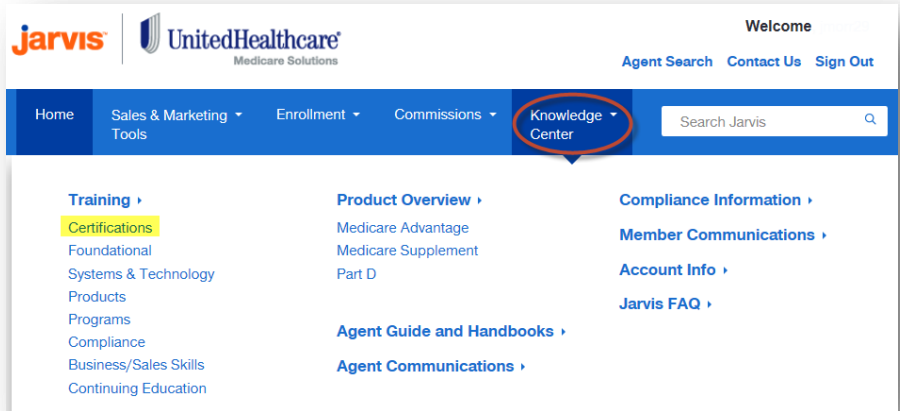 jarvis
UnitedHealthcare®
Medicare Solutions
Welcome
Agent Search Contact Us Sign Out
Home
Sales & Marketing
Tools
Enrollment
Commissions
Knowledge
Center
Search Jarvis
Training
Certifications
Foundational
Systems & Technology
Products
Programs
Compliance
Business/Sales Skills
Continuing Education
Product Overview
Medicare Advantage
Medicare Supplement
Part D
Agent Guide and Handbooks
Agent Communications
Compliance Information
Member Communications
Account Info
Jarvis FAQ